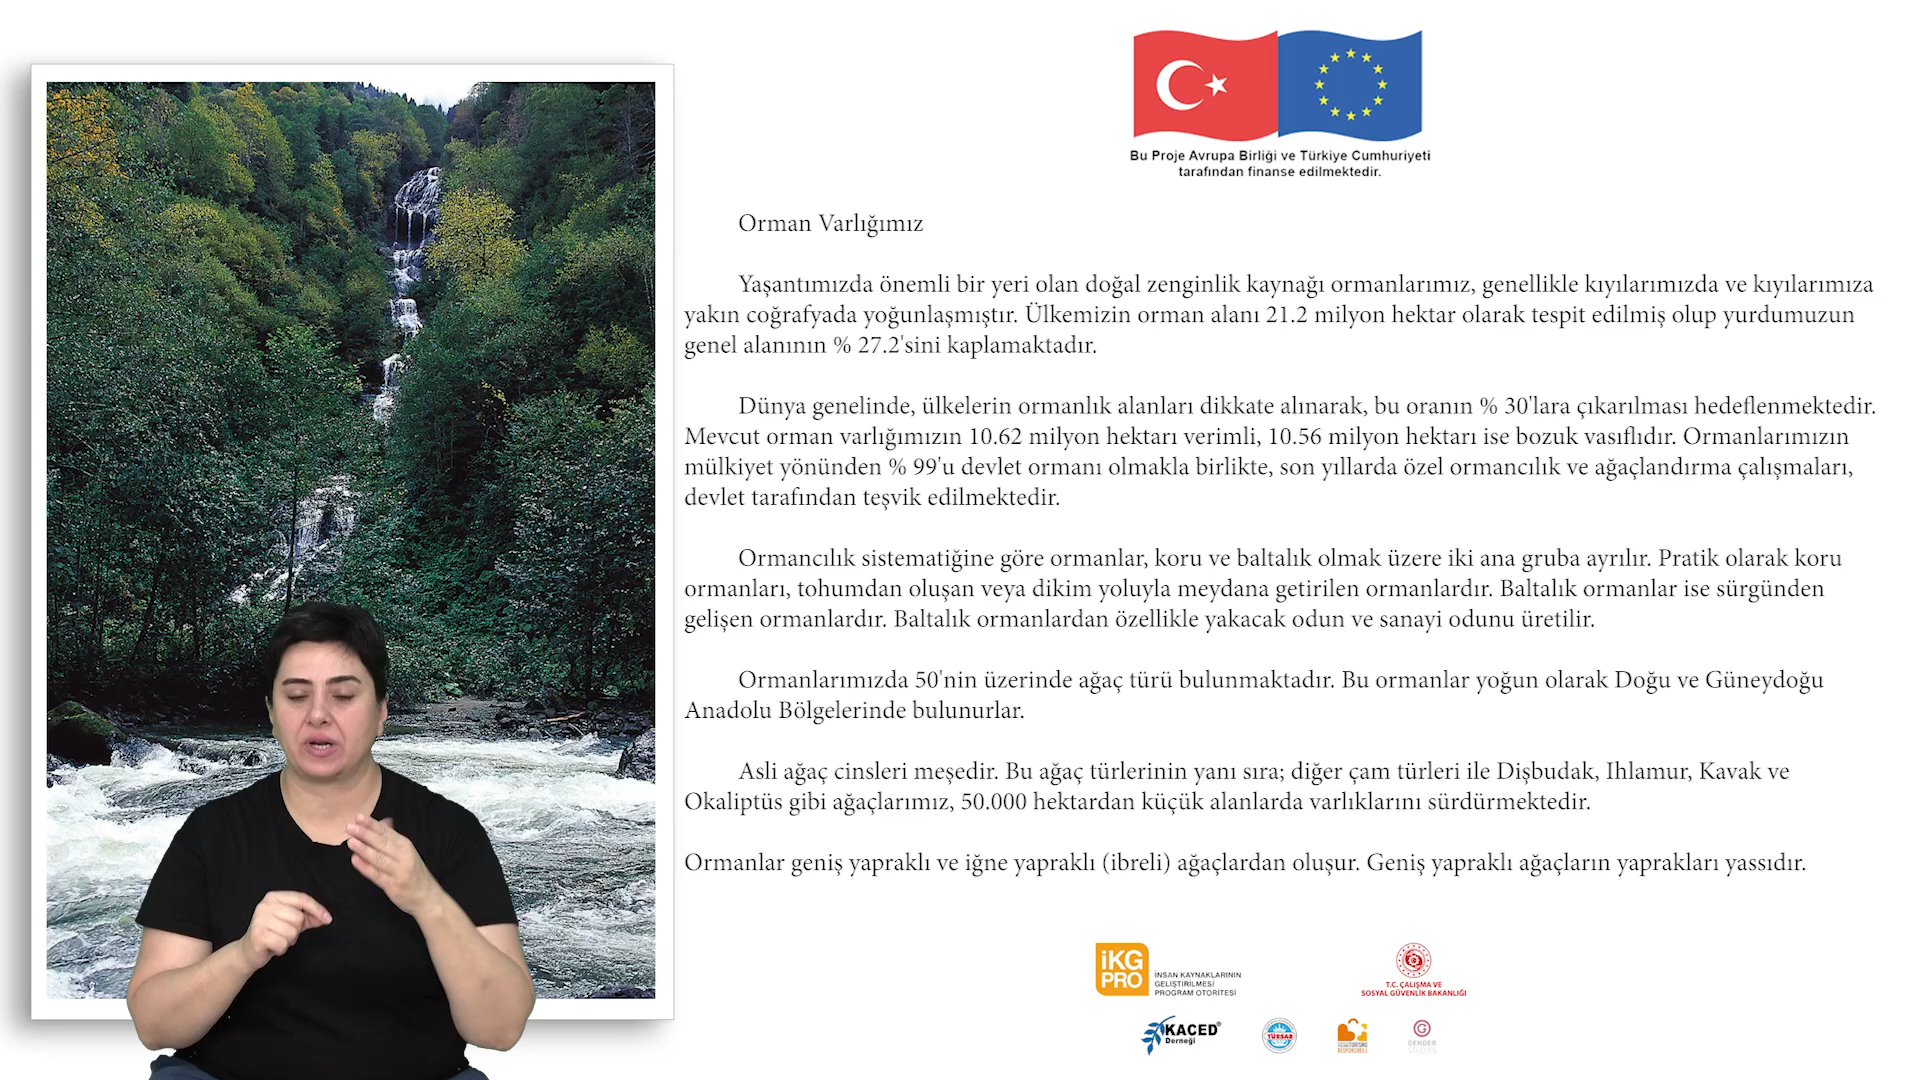 Bu Proje Avrupa Birliği ve Türkiye Cumhuriyeti
tarafından finanse edilmektedir.
Orman Varlığımız
Yaşantımızda önemli bir yeri olan doğal zenginlik kaynağı ormanlarımız, genellikle kıyılarımızda ve kıyılarımıza
yakın coğrafyada yoğunlaşmıştır. Ülkemizin orman alanı 21.2 milyon hektar olarak tespit edilmiş olup yurdumuzun
genel alanının % 27.2'sini kaplamaktadır.
Dünya genelinde, ülkelerin ormanlık alanları dikkate alınarak, bu oranın % 30'lara çıkarılması hedeflenmektedir.
Mevcut orman varlığımızın 10.62 milyon hektarı verimli, 10.56 milyon hektarı ise bozuk vasıflıdır. Ormanlarımızın
mülkiyet yönünden % 99'u devlet ormanı olmakla birlikte, son yıllarda özel ormancılık ve ağaçlandırma çalışmaları,
devlet tarafından teşvik edilmektedir.
Ormancılık sistematiğine göre ormanlar, koru ve baltalık olmak üzere iki ana gruba ayrılır. Pratik olarak koru
ormanları, tohumdan oluşan veya dikim yoluyla meydana getirilen ormanlardır. Baltalık ormanlar ise sürgünden
gelişen ormanlardır. Baltalık ormanlardan özellikle yakacak odun ve sanayi odunu üretilir.
Ormanlarımızda 50'nin üzerinde ağaç türü bulunmaktadır. Bu ormanlar yoğun olarak Doğu ve Güneydoğu
Anadolu Bölgelerinde bulunurlar.
Asli ağaç cinsleri meşedir. Bu ağaç türlerinin yanı sıra; diğer çam türleri ile Dişbudak, Ihlamur, Kavak ve
Okaliptüs gibi ağaçlarımız, 50.000 hektardan küçük alanlarda varlıklarını sürdürmektedir.
Ormanlar geniş yapraklı ve iğne yapraklı (ibreli) ağaçlardan oluşur. Geniş yapraklı ağaçların yaprakları yassıdır.
iKG
PRO
İNSAN KAYNAKLARININ
GELİŞTİRİLMESİ
PROGRAM OTORİTESİ
T.C. ÇALIŞMA VE
SOSYAL GÜVENLİK BAKANLIĞI
KACED®
Derneği
TÜRSAB
TURISMO
RESPONSABILE
G
GENDER
STUDIES